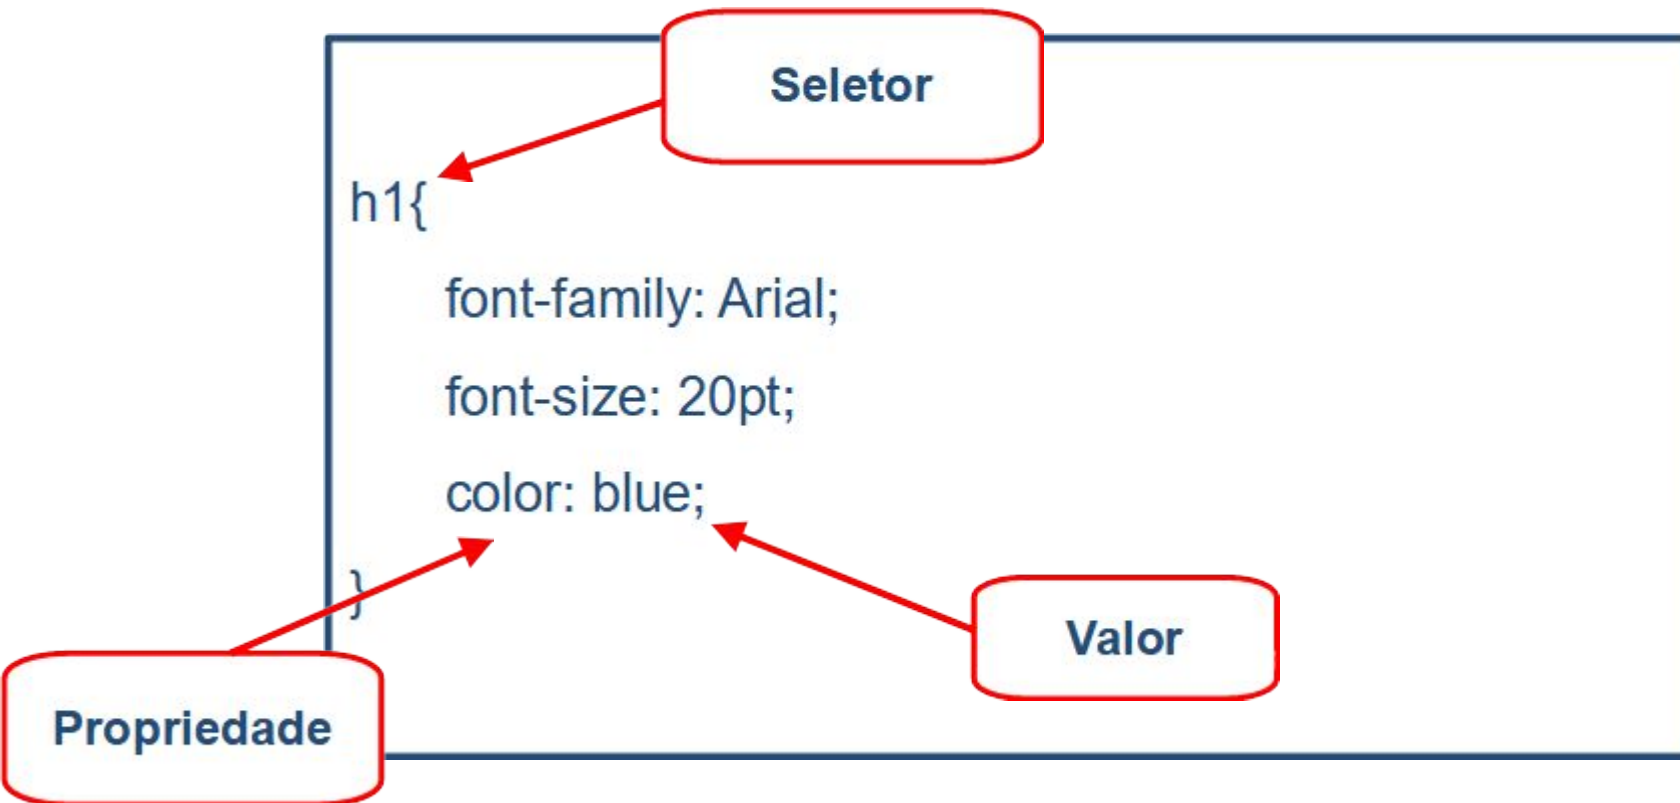 Seletor
h1{
font-family: Arial;
font-size: 20pt;
color: blue;
}
Valor
Propriedade